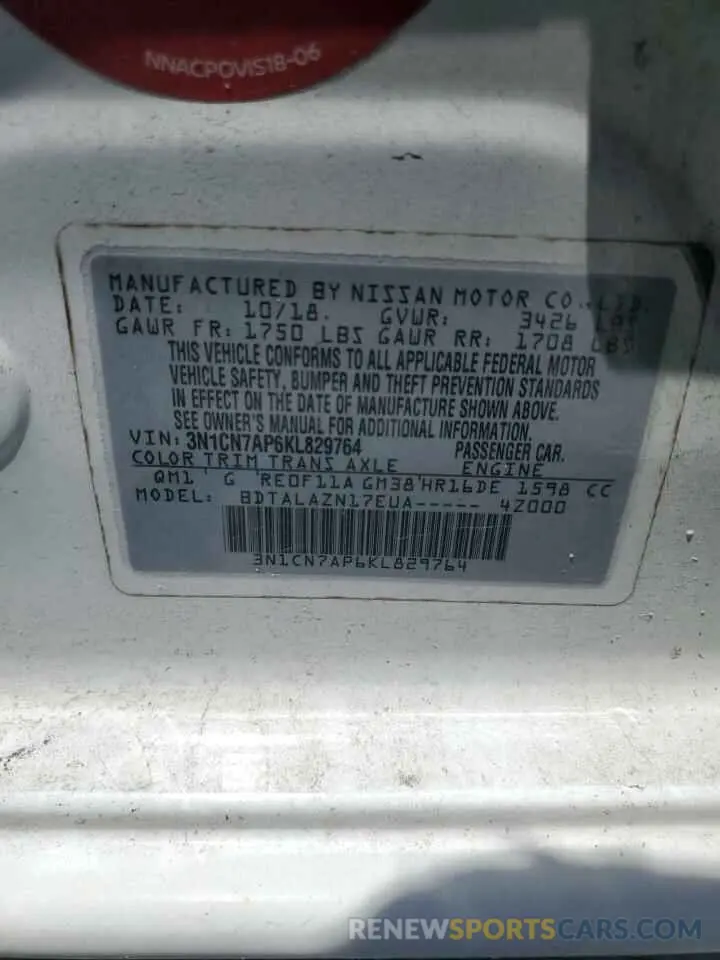 NNACPOVIS18-06
MANUFACTURED BY NISSAN MOTOR CO., LTD.
DATE: 10/18. GVWR: 3426 LBS
GAWR FR: 1750 LBS GAWR RR: 1708 LBS
THIS VEHICLE CONFORMS TO ALL APPLICABLE FEDERAL MOTOR
VEHICLE SAFETY, BUMPER AND THEFT PREVENTION STANDARDS
IN EFFECT ON THE DATE OF MANUFACTURE SHOWN ABOVE.
SEE OWNER'S MANUAL FOR ADDITIONAL INFORMATION.
VIN: 3N1CN7AP6KL829764 PASSENGER CAR.
COLOR TRIM TRANS AXLE ENGINE
QM1 ' G 'RE0F11A GM38'HR16DE 1598 CC
MODEL: BDTALAZN17EUA----- 4Z000
3N1CN7AP6KL829764
RENEWSPORTSCARS.COM